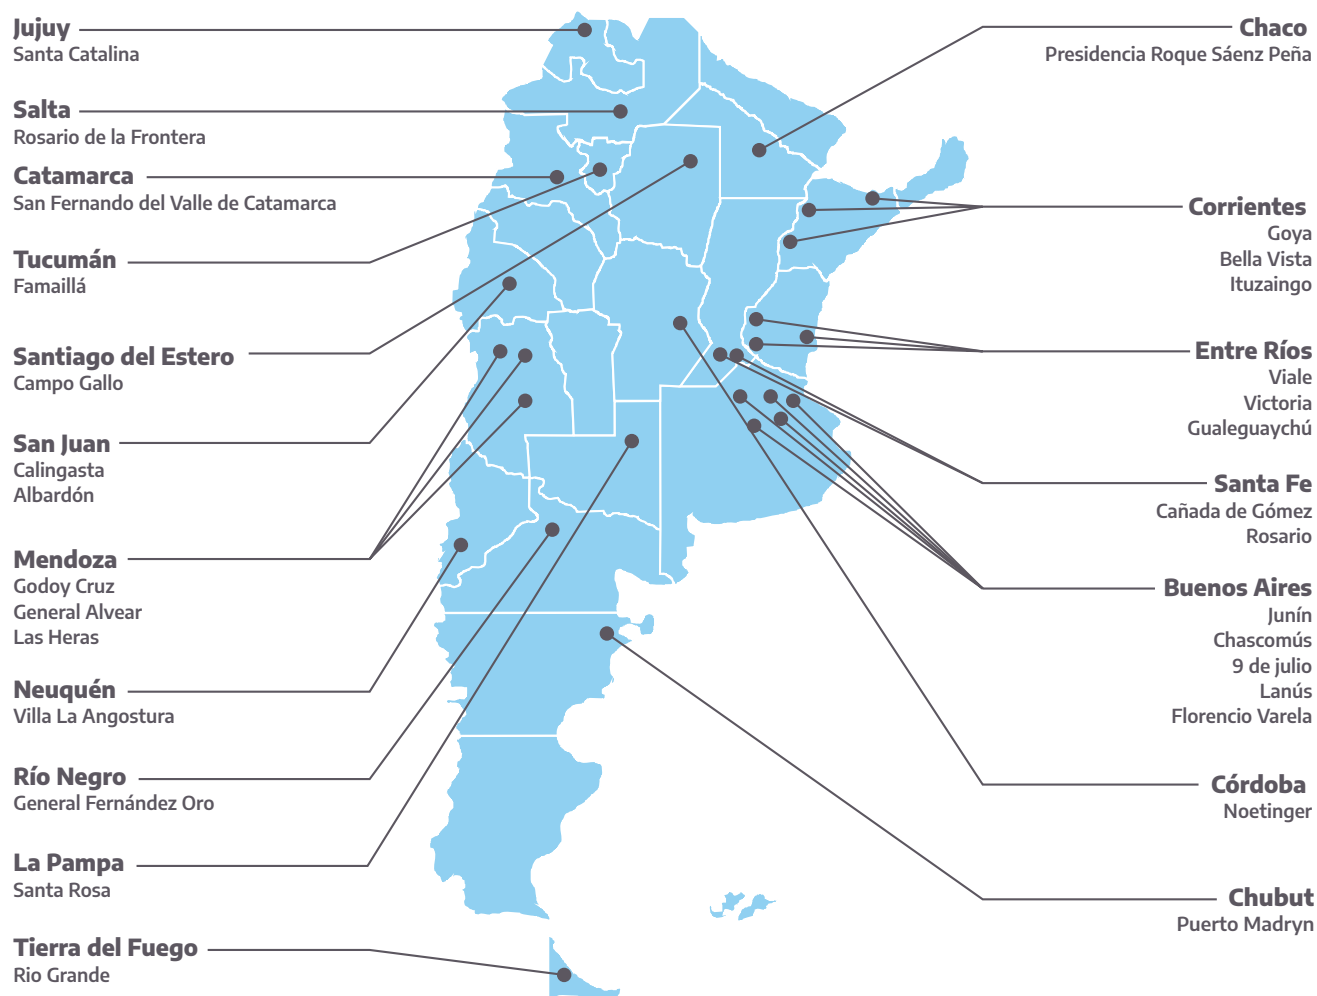 Jujuy
Santa Catalina
Salta
Rosario de la Frontera
Catamarca
San Fernando del Valle de Catamarca
Tucumán
Famaillá
Santiago del Estero
Campo Gallo
San Juan
Calingasta
Albardón
Mendoza
Godoy Cruz
General Alvear
Las Heras
Neuquén
Villa La Angostura
Río Negro
General Fernández Oro
La Pampa
Santa Rosa
Tierra del Fuego
Rio Grande
Chaco
Presidencia Roque Sáenz Peña
Corrientes
Goya
Bella Vista
Ituzaingo
Entre Ríos
Viale
Victoria
Gualeguaychú
Santa Fe
Cañada de Gómez
Rosario
Buenos Aires
Junín
Chascomús
9 de julio
Lanús
Florencio Varela
Córdoba
Noetinger
Chubut
Puerto Madryn